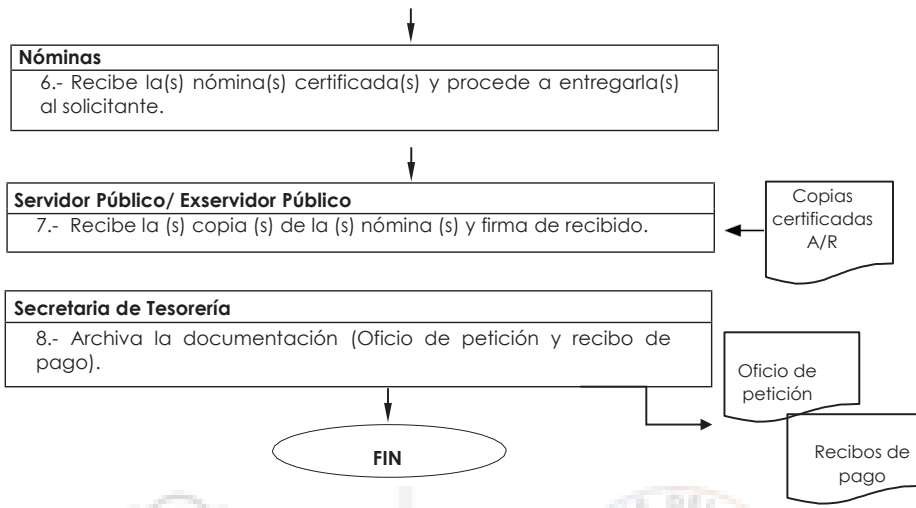 Nóminas
6.- Recibe la(s) nómina(s) certificada(s) y procede a entregarla(s)
al solicitante.
Servidor Público/ Exservidor Público
7.- Recibe la (s) copia (s) de la (s) nómina (s) y firma de recibido.
Copias
certificadas
A/R
Secretaria de Tesorería
8.- Archiva la documentación (Oficio de petición y recibo de
pago).
Oficio de
petición
Recibos de
pago
FIN